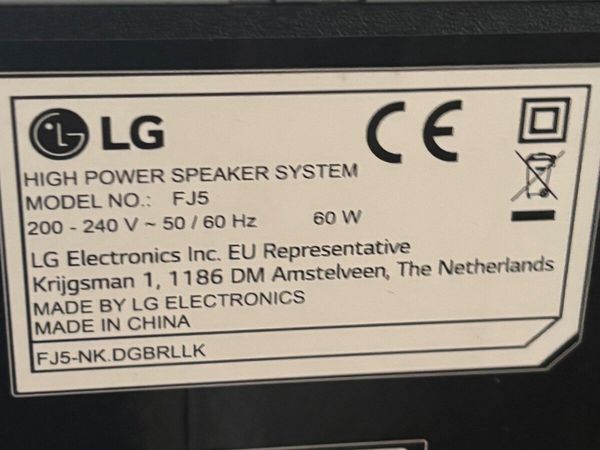 LG
HIGH POWER SPEAKER SYSTEM
MODEL NO.: FJ5
200 - 240 V ~ 50 / 60 Hz 60 W
LG Electronics Inc. EU Representative
Krijgsman 1, 1186 DM Amstelveen, The Netherlands
MADE BY LG ELECTRONICS
MADE IN CHINA
FJ5-NK.DGBRLLK
CE